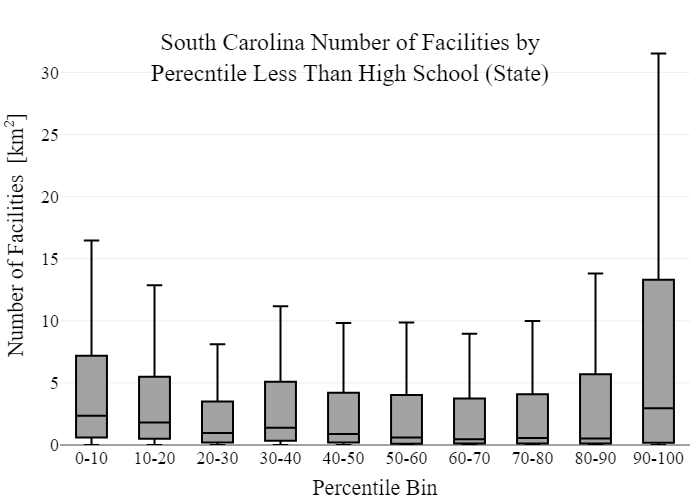 South Carolina Number of Facilities by
Perecntile Less Than High School (State)
Number of Facilities [km²]
30
25
20
15
10
5
0
0-10 10-20 20-30 30-40 40-50 50-60 60-70 70-80 80-90 90-100
Percentile Bin